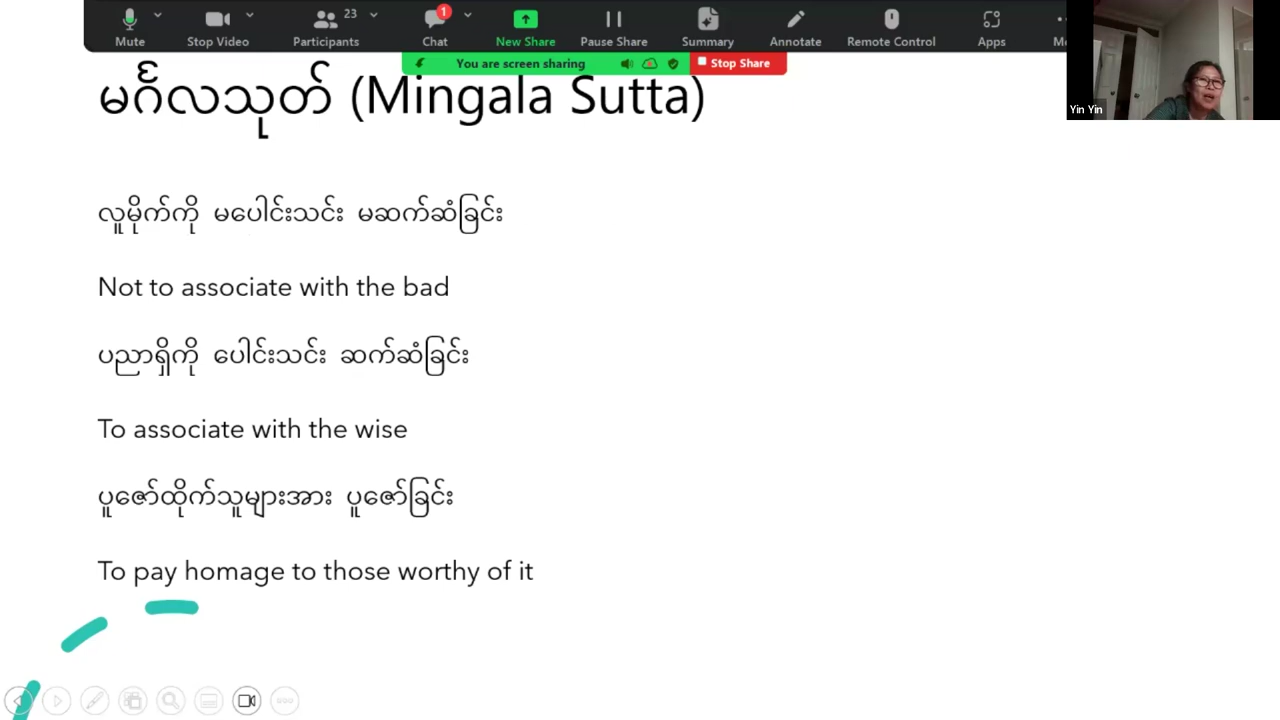 Mute
Stop Video
Participants 23
Chat 1
New Share
Pause Share
Summary
Annotate
Remote Control
Apps
You are screen sharing
Stop Share
Yin Yin
မင်္ဂလသုတ် (Mingala Sutta)
လူမိုက်ကို မပေါင်းသင်း မဆက်ဆံခြင်း
Not to associate with the bad
ပညာရှိကို ပေါင်းသင်း ဆက်ဆံခြင်း
To associate with the wise
ပူဇော်ထိုက်သူများအား ပူဇော်ခြင်း
To pay homage to those worthy of it